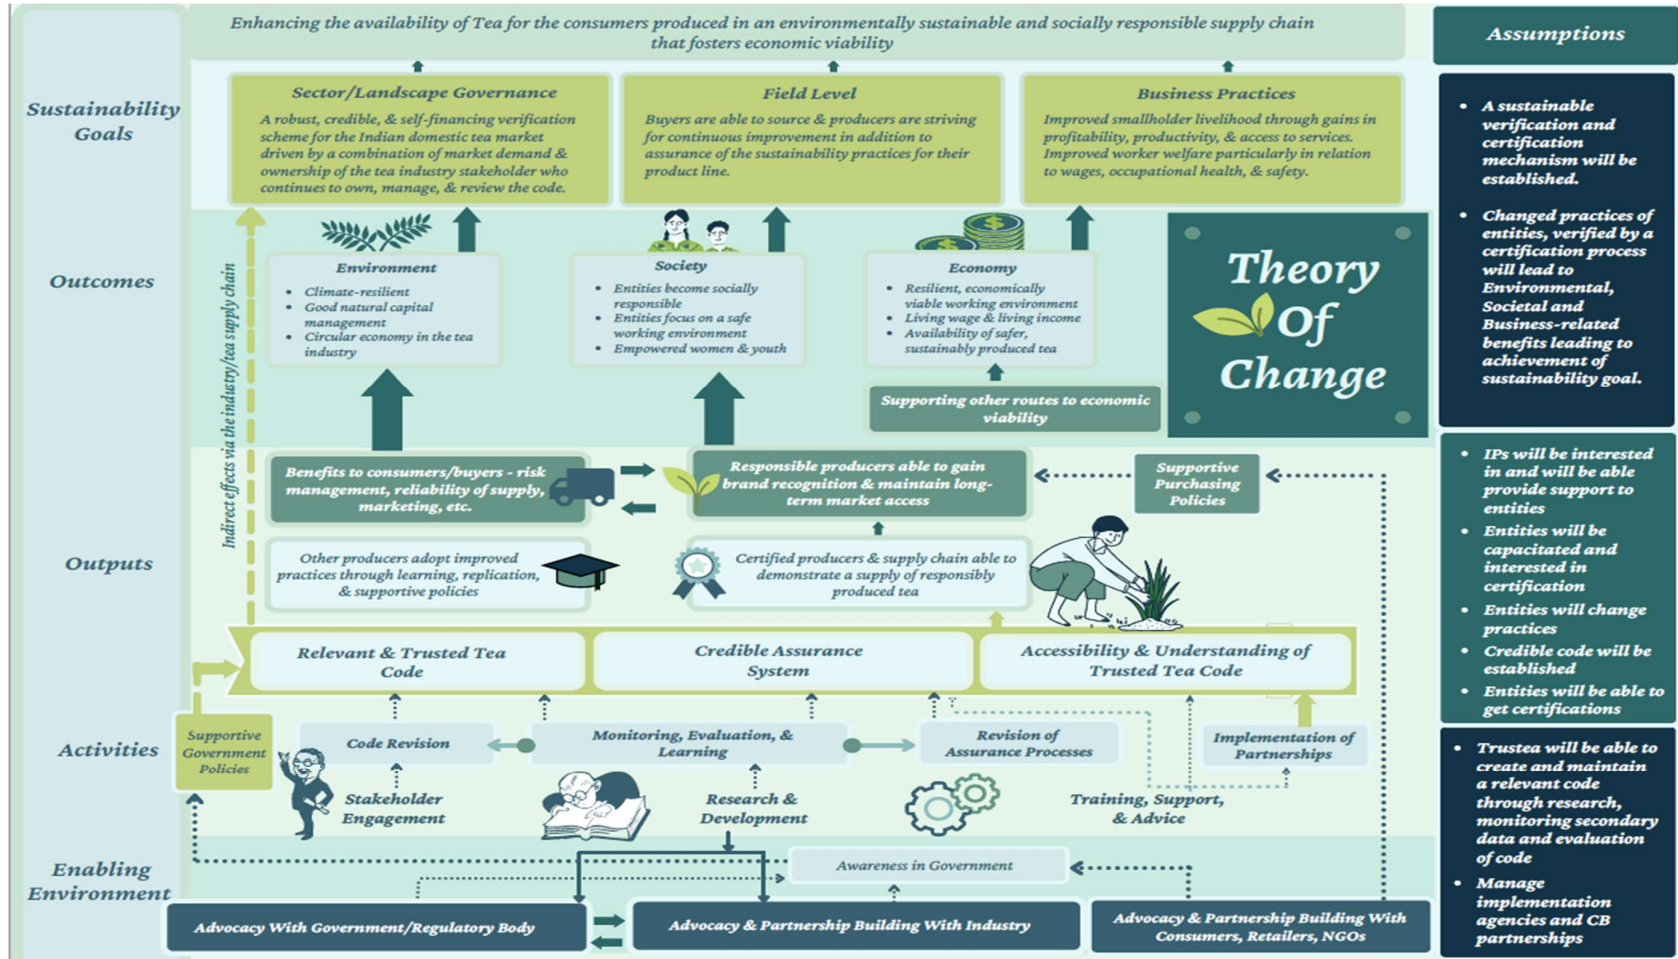 Enhancing the availability of Tea for the consumers produced in an environmentally sustainable and socially responsible supply chain
that fosters economic viability
Assumptions
Sustainability
Goals
Sector/Landscape Governance
A robust, credible, & self-financing verification
scheme for the Indian domestic tea market
driven by a combination of market demand &
ownership of the tea industry stakeholder who
continues to own, manage, & review the code.
Field Level
Buyers are able to source & producers are striving
for continuous improvement in addition to
assurance of the sustainability practices for their
product line.
Business Practices
Improved smallholder livelihood through gains in
profitability, productivity, & access to services.
Improved worker welfare particularly in relation
to wages, occupational health, & safety.
• A sustainable
verification and
certification
mechanism will be
established.
• Changed practices of
entities, verified by a
certification process
will lead to
Environmental,
Societal and
Business-related
benefits leading to
achievement of
sustainability goal.
Outcomes
Indirect effects via the industry/tea supply chain
Environment
• Climate-resilient
• Good natural capital
management
• Circular economy in the tea
industry
Society
• Entities become socially
responsible
• Entities focus on a safe
working environment
• Empowered women & youth
Economy
• Resilient, economically
viable working environment
• Living wage & living income
• Availability of safer,
sustainably produced tea
Supporting other routes to economic
viability
Theory
Of
Change
Outputs
Benefits to consumers/buyers - risk
management, reliability of supply,
marketing, etc.
Responsible producers able to gain
brand recognition & maintain long-
term market access
Supportive
Purchasing
Policies
Other producers adopt improved
practices through learning, replication,
& supportive policies
Certified producers & supply chain able to
demonstrate a supply of responsibly
produced tea
• IPs will be interested
in and will be able
provide support to
entities
• Entities will be
capacitated and
interested in
certification
• Entities will change
practices
• Credible code will be
established
• Entities will be able to
get certifications
Relevant & Trusted Tea
Code
Credible Assurance
System
Accessibility & Understanding of
Trusted Tea Code
Activities
Supportive
Government
Policies
Code Revision
Monitoring, Evaluation, &
Learning
Revision of
Assurance Processes
Implementation of
Partnerships
Stakeholder
Engagement
Research &
Development
Training, Support,
& Advice
• Trustea will be able to
create and maintain
a relevant code
through research,
monitoring secondary
data and evaluation
of code
• Manage
implementation
agencies and CB
partnerships
Enabling
Environment
Awareness in Government
Advocacy With Government/Regulatory Body
Advocacy & Partnership Building With Industry
Advocacy & Partnership Building With
Consumers, Retailers, NGOs